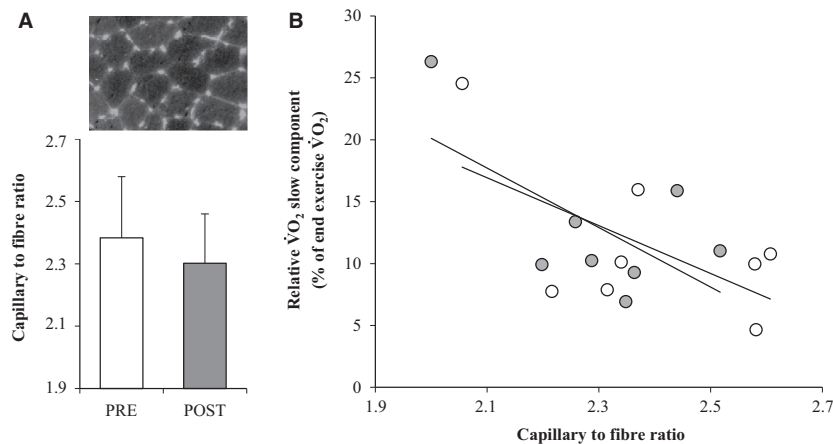 A
Capillary to fibre ratio
2.7
2.5
2.3
2.1
1.9
PRE
POST
B
Relative V̇O₂ slow component
(% of end exercise V̇O₂)
30
25
20
15
10
5
0
1.9
2.1
2.3
2.5
2.7
Capillary to fibre ratio